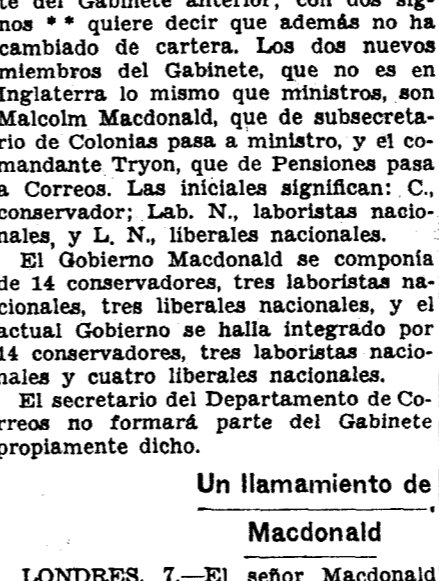 te del Gabinete anterior, con dos sig-
nos * * quiere decir que además no ha
cambiado de cartera. Los dos nuevos
miembros del Gabinete, que no es en
Inglaterra lo mismo que ministros, son
Malcolm Macdonald, que de subsecreta-
rio de Colonias pasa a ministro, y el co-
mandante Tryon, que de Pensiones pasa
a Correos. Las iniciales significan: C.,
conservador; Lab. N., laboristas nacio-
nales, y L. N., liberales nacionales.
El Gobierno Macdonald se componía
de 14 conservadores, tres laboristas na-
cionales, tres liberales nacionales, y el
actual Gobierno se halla integrado por
14 conservadores, tres laboristas nacio-
nales y cuatro liberales nacionales.
El secretario del Departamento de Co-
rreos no formará parte del Gabinete
propiamente dicho.
Un llamamiento de
Macdonald
LONDRES, 7.—El señor Macdonald